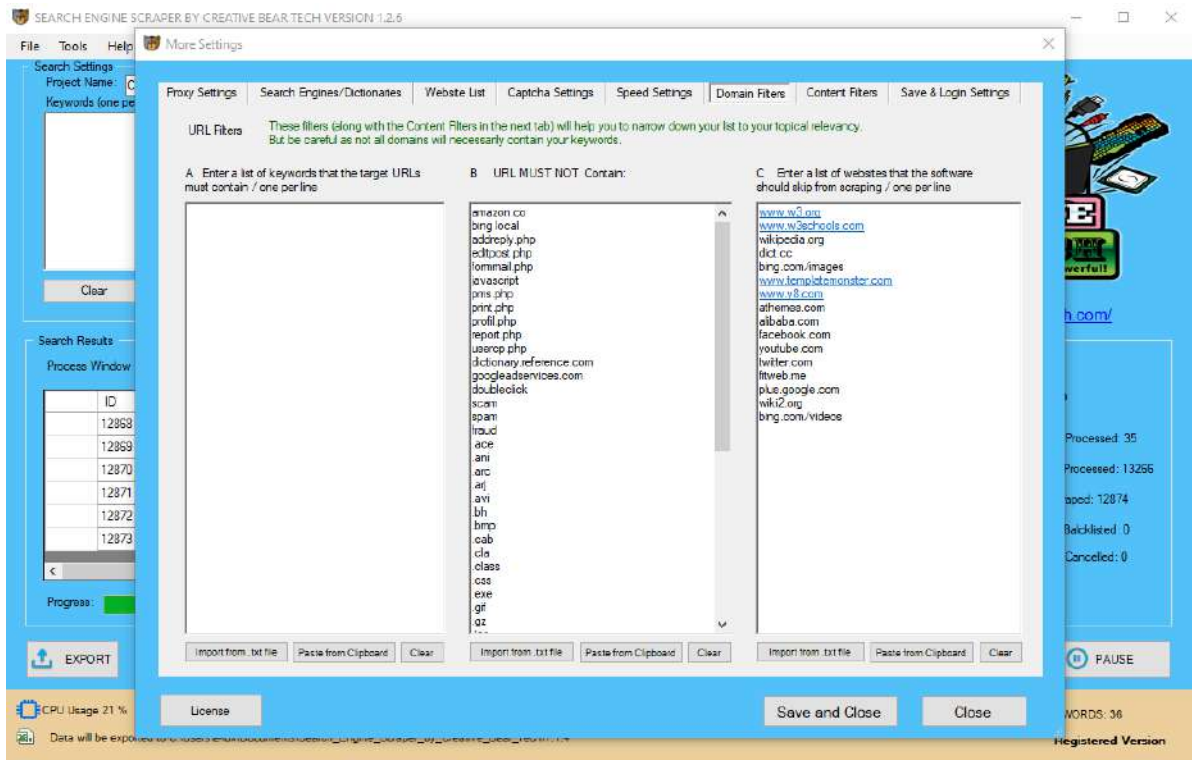 SEARCH ENGINE SCRAPER BY CREATIVE BEAR TECH VERSION 1.2.6
File Tools Help
More Settings
Search Settings
Project Name: C
Keywords (one pe
Proxy Settings Search Engines/Dictionaries Website List Captcha Settings Speed Settings Domain Filters Content Filters Save & Login Settings
URL Filters
These filters (along with the Content Filters in the next tab) will help you to narrow down your list to your topical relevancy.
But be careful as not all domains will necessarily contain your keywords.
A Enter a list of keywords that the target URLs
must contain / one per line
B URL MUST NOT Contain:
amazon.co
bing local
addreply.php
editpost.php
formmail.php
javascript
pms.php
print.php
profil.php
report.php
usercp.php
dictionary.reference.com
googleadservices.com
doubleclick
scam
spam
fraud
.ace
.ani
.arc
.arj
.avi
.bh
.bmp
.cab
.cla
.class
.css
.exe
.gif
.gz
C Enter a list of websites that the software
should skip from scraping / one per line
www.w3.org
www.w3schools.com
wikipedia.org
dict.cc
bing.com/images
www.templatemonster.com
www.y8.com
athemes.com
alibaba.com
facebook.com
youtube.com
twitter.com
fitweb.me
plus.google.com
wiki2.org
bing.com/videos
Import from .txt file Paste from Clipboard Clear
Import from .txt file Paste from Clipboard Clear
Import from .txt file Paste from Clipboard Clear
License
Save and Close
Close
Clear
Search Results
Process Window
ID
12868
12869
12870
12871
12872
12873
Progress:
EXPORT
CPU Usage 21 %
Data will be exported to
h.com/
Processed: 35
Processed: 13266
aped: 12874
Balcklisted: 0
Cancelled: 0
PAUSE
WORDS: 36
Registered Version